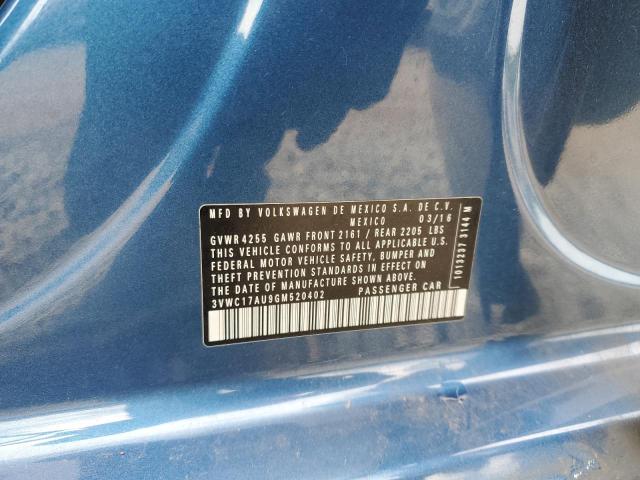 MFD BY VOLKSWAGEN DE MEXICO S.A. DE C.V.
MEXICO 03/16
GVWR 4255 GAWR FRONT 2161 / REAR 2205 LBS
THIS VEHICLE CONFORMS TO ALL APPLICABLE U.S.
FEDERAL MOTOR VEHICLE SAFETY, BUMPER AND
THEFT PREVENTION STANDARDS IN EFFECT ON
THE DATE OF MANUFACTURE SHOWN ABOVE.
3VWC17AU9GM520402 PASSENGER CAR